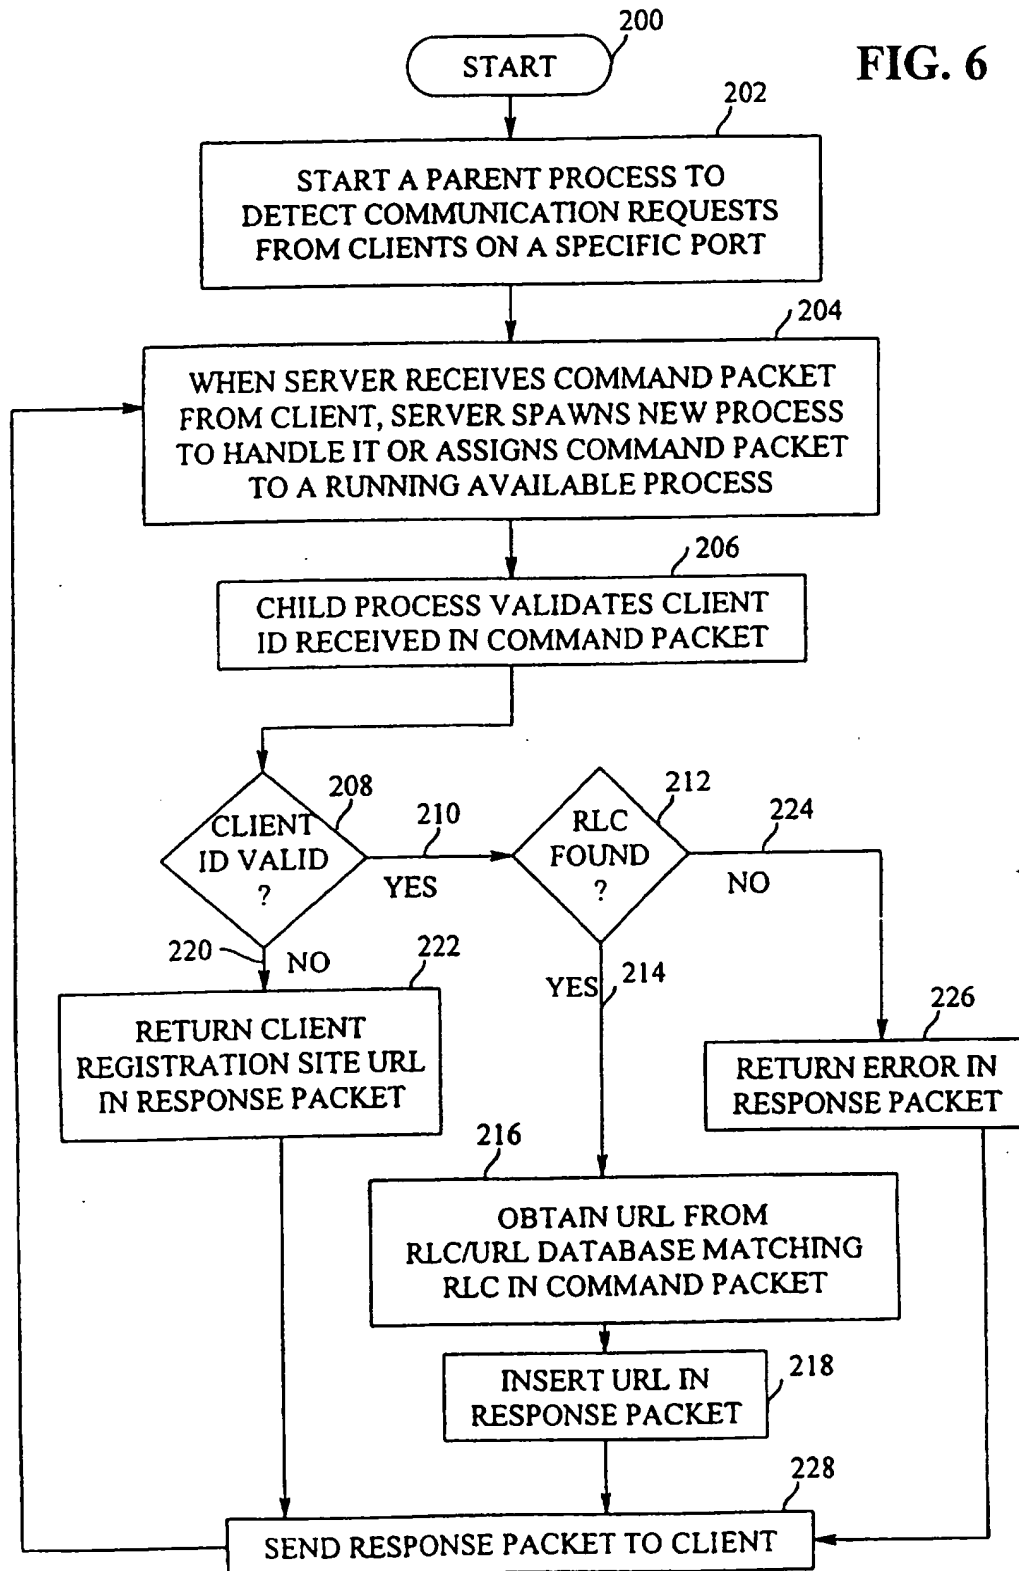 200
START
FIG. 6
202
START A PARENT PROCESS TO
DETECT COMMUNICATION REQUESTS
FROM CLIENTS ON A SPECIFIC PORT
204
WHEN SERVER RECEIVES COMMAND PACKET
FROM CLIENT, SERVER SPAWNS NEW PROCESS
TO HANDLE IT OR ASSIGNS COMMAND PACKET
TO A RUNNING AVAILABLE PROCESS
206
CHILD PROCESS VALIDATES CLIENT
ID RECEIVED IN COMMAND PACKET
208
CLIENT
ID VALID
?
210
YES
212
RLC
FOUND
?
224
NO
220
NO
222
RETURN CLIENT
REGISTRATION SITE URL
IN RESPONSE PACKET
YES
214
226
RETURN ERROR IN
RESPONSE PACKET
216
OBTAIN URL FROM
RLC/URL DATABASE MATCHING
RLC IN COMMAND PACKET
218
INSERT URL IN
RESPONSE PACKET
228
SEND RESPONSE PACKET TO CLIENT